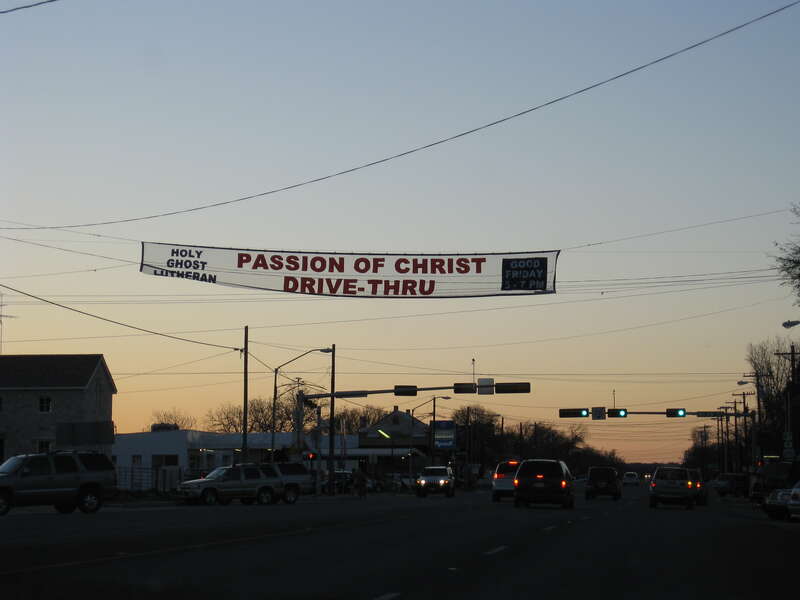 HOLY
GHOST
LUTHERAN
PASSION OF CHRIST
DRIVE-THRU
GOOD
FRIDAY
5 - 7 PM